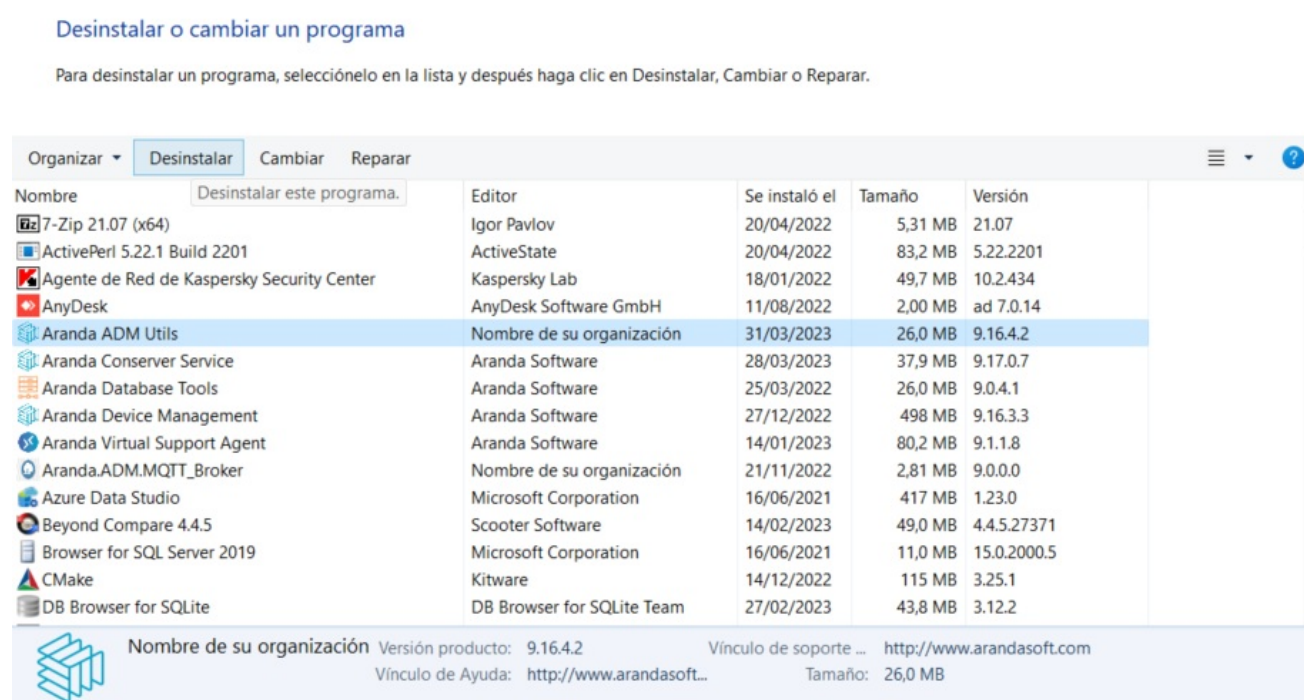 Desinstalar o cambiar un programa
Para desinstalar un programa, selecciónelo en la lista y después haga clic en Desinstalar, Cambiar o Reparar.
Organizar Desinstalar Cambiar Reparar ?
Desinstalar este programa.
Nombre Editor Se instaló el Tamaño Versión
7z 7-Zip 21.07 (x64) Igor Pavlov 20/04/2022 5,31 MB 21.07
ActivePerl 5.22.1 Build 2201 ActiveState 20/04/2022 83,2 MB 5.22.2201
Agente de Red de Kaspersky Security Center Kaspersky Lab 18/01/2022 49,7 MB 10.2.434
AnyDesk AnyDesk Software GmbH 11/08/2022 2,00 MB ad 7.0.14
Aranda ADM Utils Nombre de su organización 31/03/2023 26,0 MB 9.16.4.2
Aranda Conserver Service Aranda Software 28/03/2023 37,9 MB 9.17.0.7
Aranda Database Tools Aranda Software 25/03/2022 26,0 MB 9.0.4.1
Aranda Device Management Aranda Software 27/12/2022 498 MB 9.16.3.3
Aranda Virtual Support Agent Aranda Software 14/01/2023 80,2 MB 9.1.1.8
Aranda.ADM.MQTT_Broker Nombre de su organización 21/11/2022 2,81 MB 9.0.0.0
Azure Data Studio Microsoft Corporation 16/06/2021 417 MB 1.23.0
Beyond Compare 4.4.5 Scooter Software 14/02/2023 49,0 MB 4.4.5.27371
Browser for SQL Server 2019 Microsoft Corporation 16/06/2021 11,0 MB 15.0.2000.5
CMake Kitware 14/12/2022 115 MB 3.25.1
DB Browser for SQLite DB Browser for SQLite Team 27/02/2023 43,8 MB 3.12.2
Nombre de su organización Versión producto: 9.16.4.2 Vínculo de soporte ... http://www.arandasoft.com
Vínculo de Ayuda: http://www.arandasoft... Tamaño: 26,0 MB